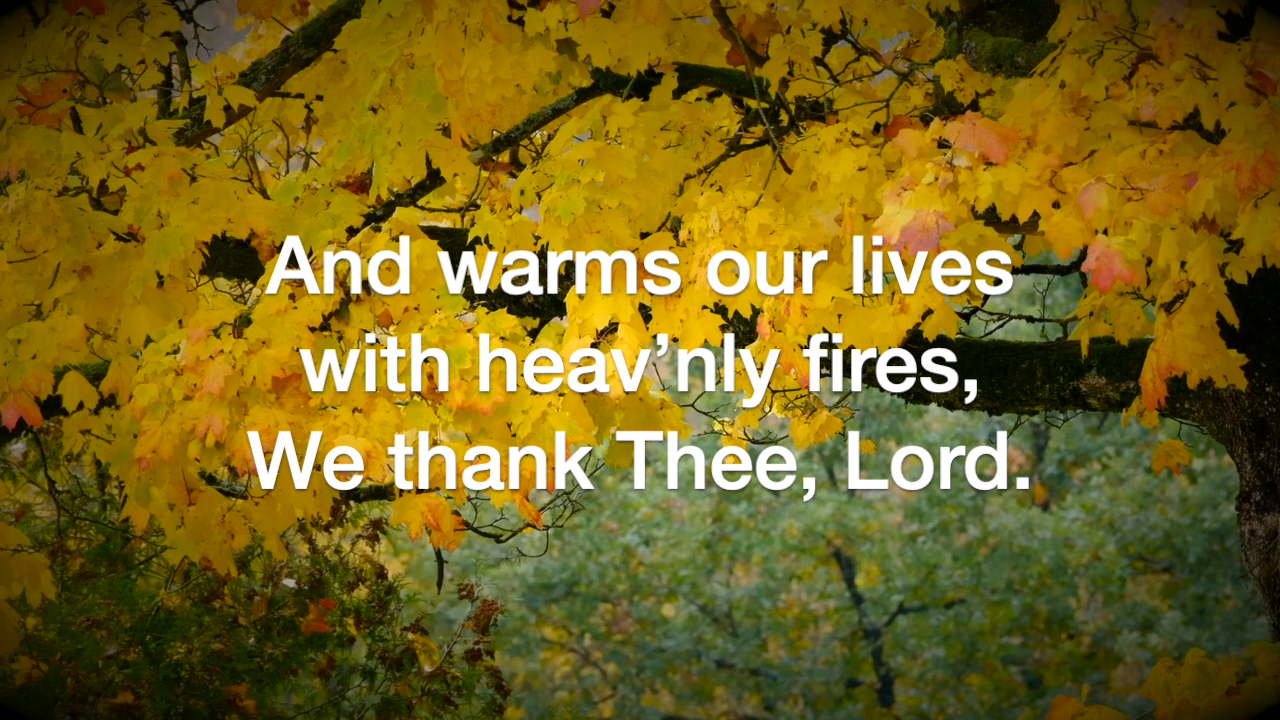 And warms our lives
with heav’nly fires,
We thank Thee, Lord.